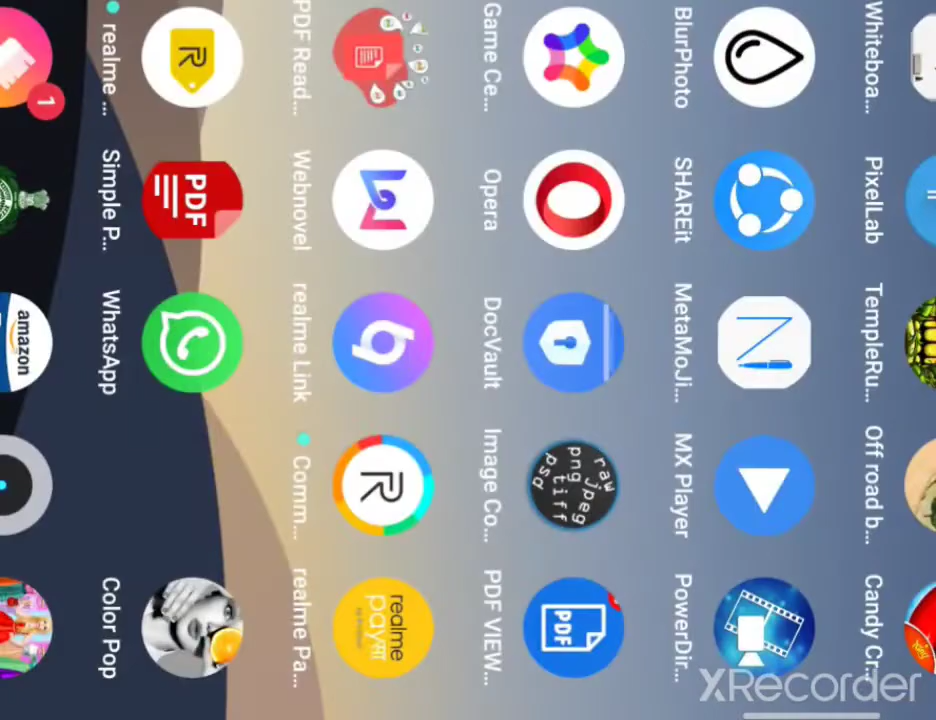 Whiteboa...
PixelLab
TempleRu...
Off road b...
Candy Cr...
BlurPhoto
SHAREit
MetaMoJi...
MX Player
PowerDir...
raw
jpeg
png
tiff
psd
PDF
Game Ce...
Opera
DocVault
Image Co...
PDF VIEW...
R
realme
payसा
PDF Read...
Webnovel
realme Link
Comm...
realme Pa...
R
PDF
realme ...
Simple P...
WhatsApp
Color Pop
1
amazon
XRecorder